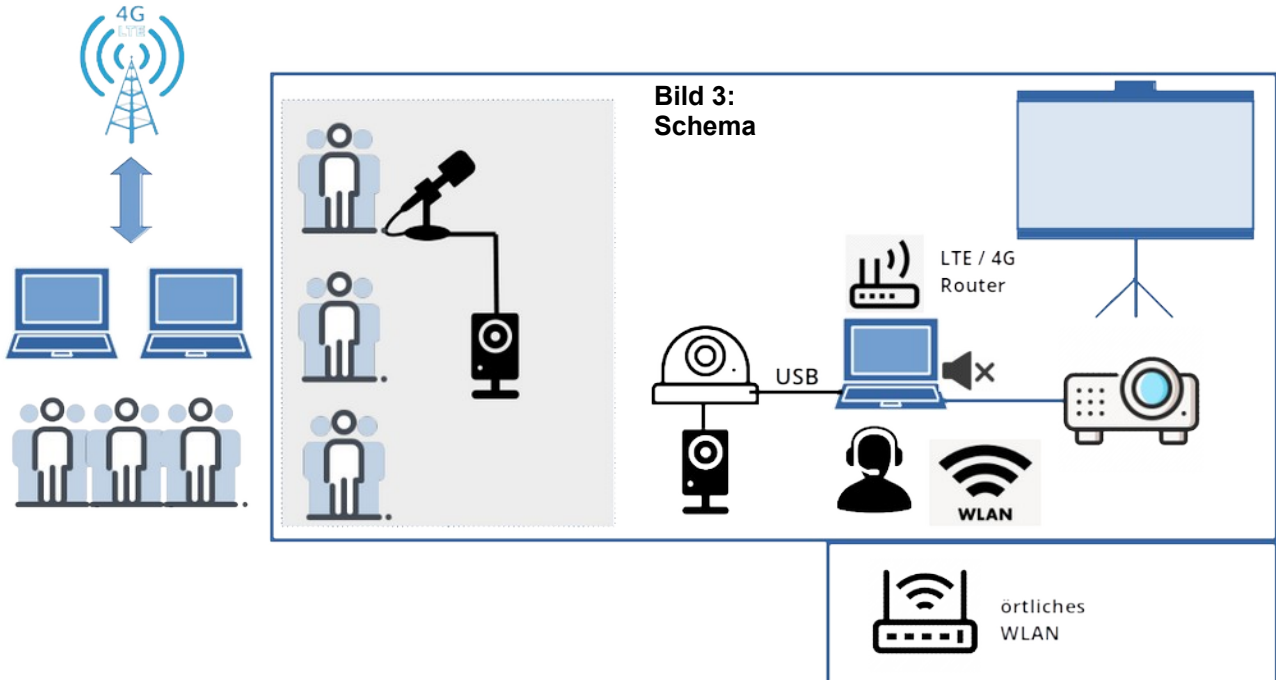 4G
LTE
Bild 3:
Schema
LTE / 4G
Router
USB
WLAN
örtliches
WLAN